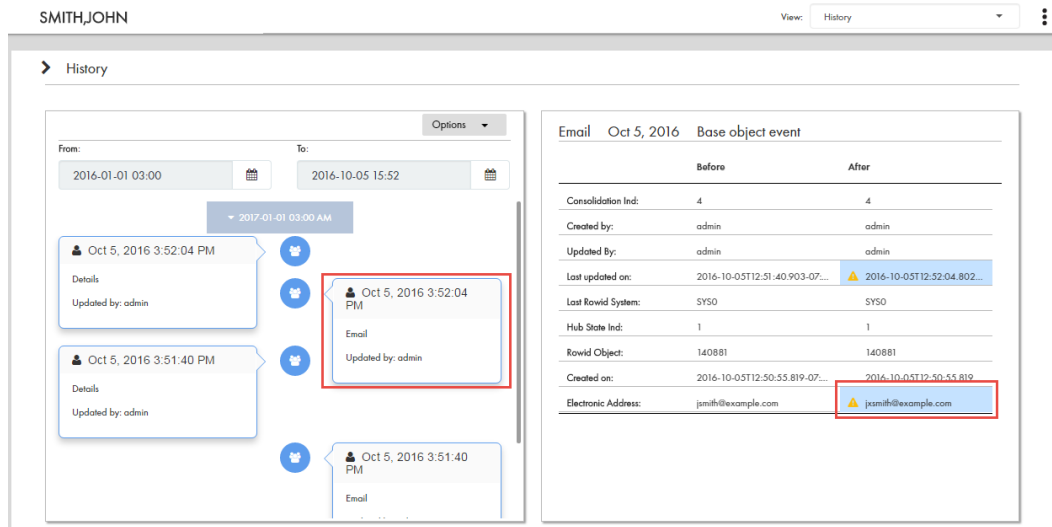 SMITH,JOHN
View: History
History
Options
From: To:
2016-01-01 03:00 2016-10-05 15:52
2017-01-01 03:00 AM
Oct 5, 2016 3:52:04 PM
Details
Updated by: admin
Oct 5, 2016 3:52:04
PM
Email
Updated by: admin
Oct 5, 2016 3:51:40 PM
Details
Updated by: admin
Oct 5, 2016 3:51:40
PM
Email
Email Oct 5, 2016 Base object event
Before After
Consolidation Ind: 4 4
Created by: admin admin
Updated By: admin admin
Last updated on: 2016-10-05T12:51:40.903-07:... 2016-10-05T12:52:04.802...
Last Rowid System: SYS0 SYS0
Hub State Ind: 1 1
Rowid Object: 140881 140881
Created on: 2016-10-05T12:50:55.819-07:... 2016-10-05T12:50:55.819
Electronic Address: jsmith@example.com jxsmith@example.com